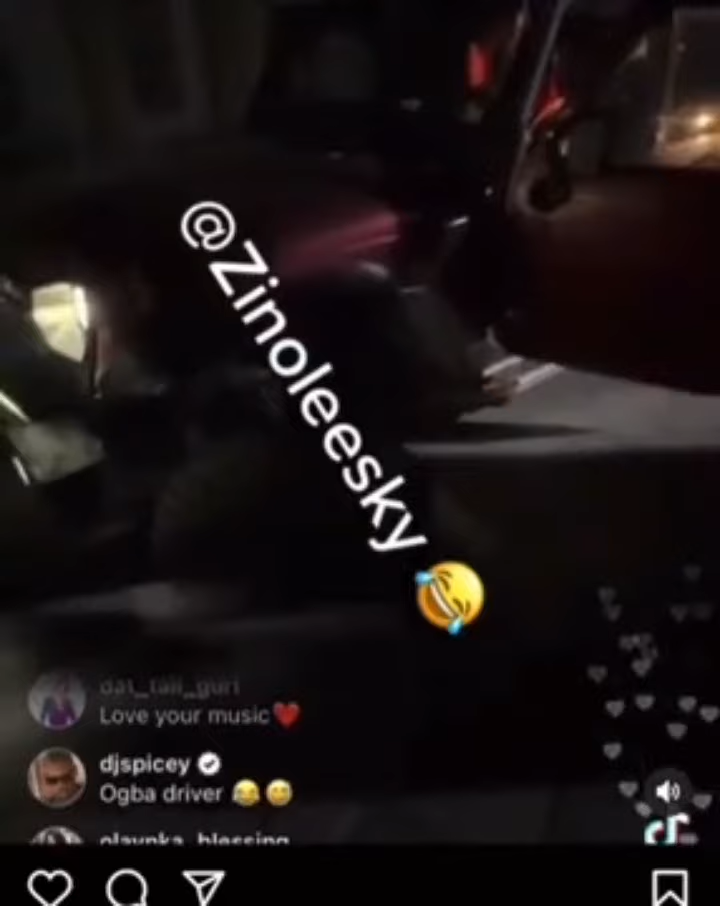 @Zinoleesky 🤣
Love your music❤️
djspicey
Ogba driver 😂😅